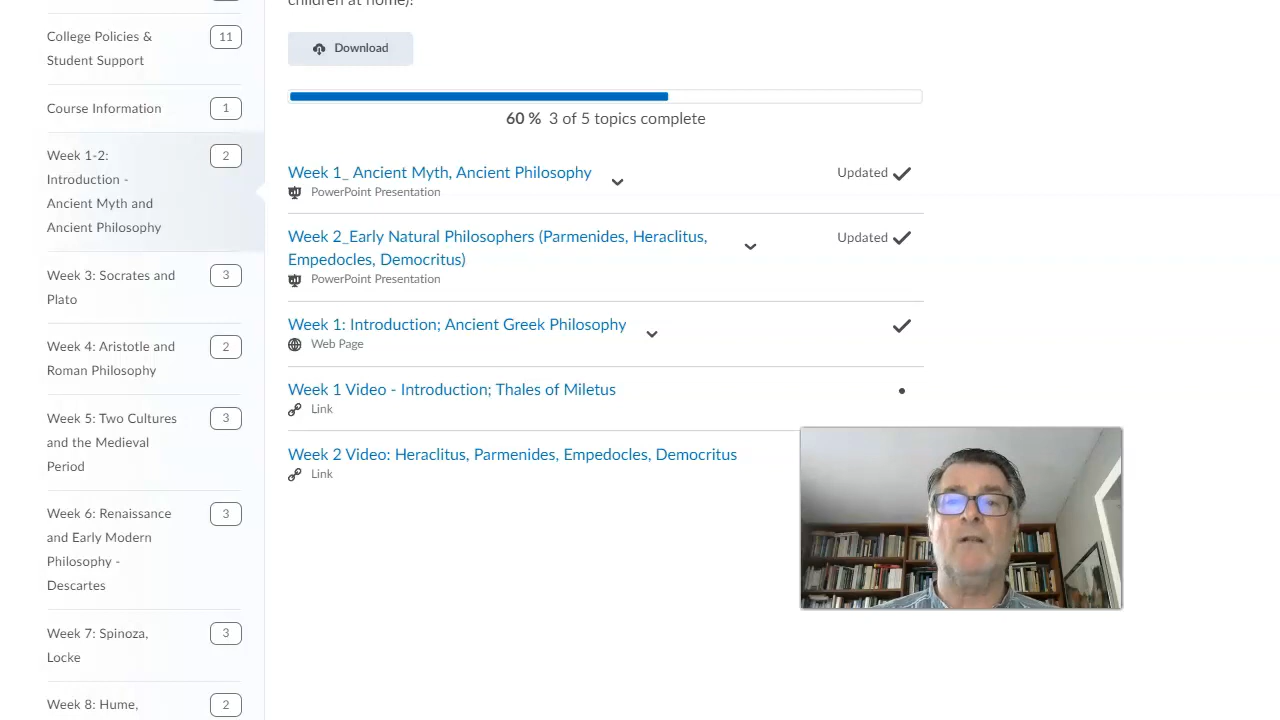 children at home).
College Policies &
Student Support
11
Course Information
1
Week 1-2:
Introduction -
Ancient Myth and
Ancient Philosophy
2
Week 3: Socrates and
Plato
3
Week 4: Aristotle and
Roman Philosophy
2
Week 5: Two Cultures
and the Medieval
Period
3
Week 6: Renaissance
and Early Modern
Philosophy -
Descartes
3
Week 7: Spinoza,
Locke
3
Week 8: Hume,
2
Download
60 % 3 of 5 topics complete
Week 1_ Ancient Myth, Ancient Philosophy
Updated
PowerPoint Presentation
Week 2_Early Natural Philosophers (Parmenides, Heraclitus,
Empedocles, Democritus)
Updated
PowerPoint Presentation
Week 1: Introduction; Ancient Greek Philosophy
Web Page
Week 1 Video - Introduction; Thales of Miletus
Link
Week 2 Video: Heraclitus, Parmenides, Empedocles, Democritus
Link